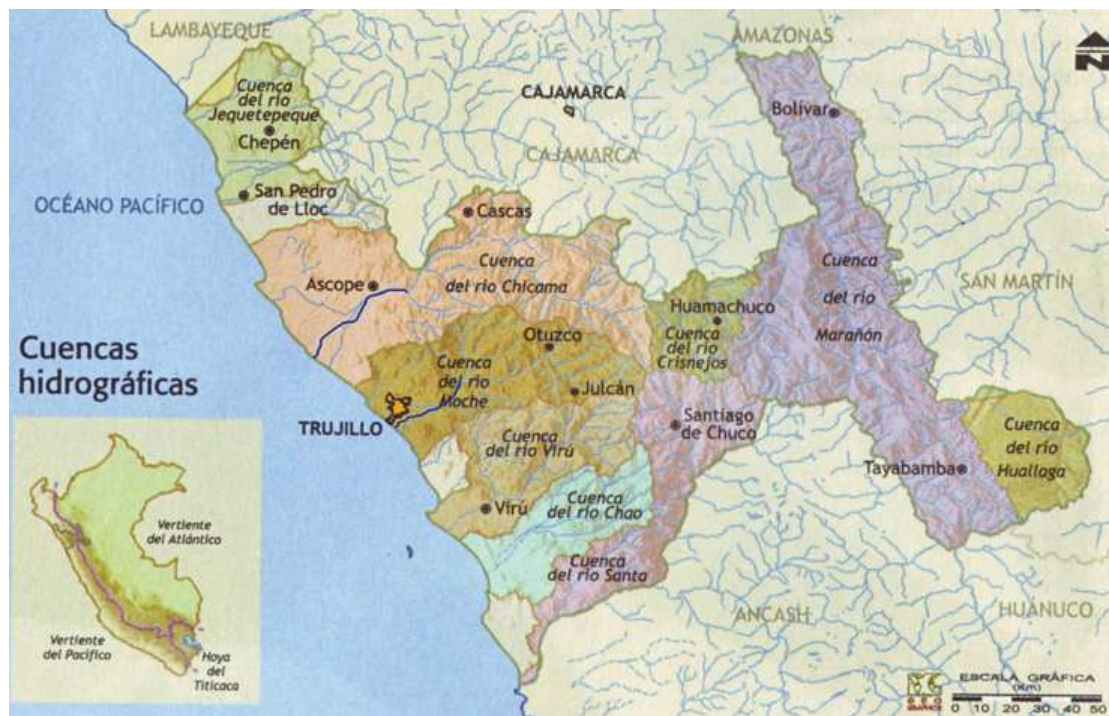 LAMBAYEQUE
AMAZONAS
N
Cuenca
del río
Jequetepeque
Chepén
CAJAMARCA
CAJAMARCA
Bolívar
OCÉANO PACÍFICO
San Pedro
de Lloc
Cascas
Ascope
Cuenca
del río Chicama
Cuenca
del río
Marañón
SAN MARTÍN
Huamachuco
Cuenca
del río
Crisnejos
Otuzco
Cuenca
del río
Moche
Julcán
Cuencas
hidrográficas
TRUJILLO
Santiago
de Chuco
Cuenca
del río Virú
Cuenca
del río
Huallaga
Tayabamba
Virú
Cuenca
del río Chao
Cuenca
del río Santa
ANCASH
HUÁNUCO
Vertiente
del Atlántico
Vertiente
del Pacífico
Hoya
del
Titicaca
ESCALA GRÁFICA
(Km)
0 10 20 30 40 50